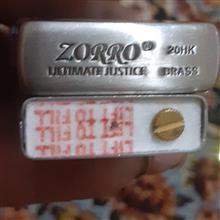 ZORRO® 20HK
ULTIMATE JUSTICE BRASS
LIFT TO FILL
LIFT TO FILL